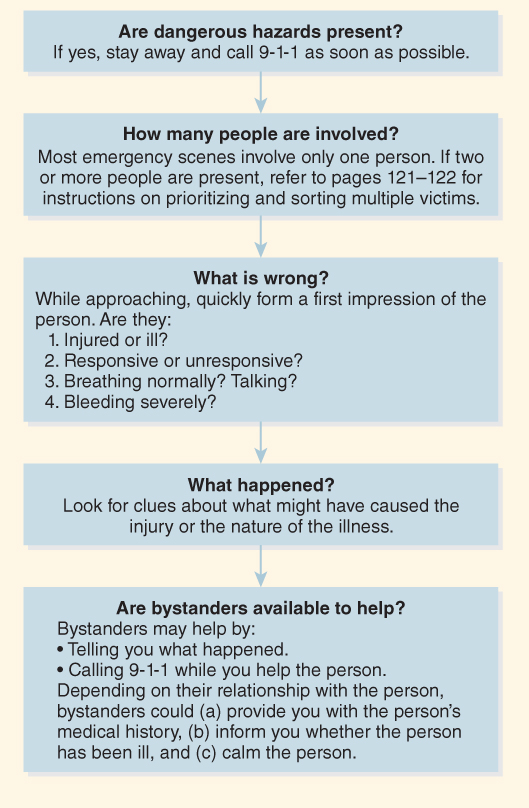 Are dangerous hazards present?
If yes, stay away and call 9-1-1 as soon as possible.
How many people are involved?
Most emergency scenes involve only one person. If two
or more people are present, refer to pages 121–122 for
instructions on prioritizing and sorting multiple victims.
What is wrong?
While approaching, quickly form a first impression of the
person. Are they:
1. Injured or ill?
2. Responsive or unresponsive?
3. Breathing normally? Talking?
4. Bleeding severely?
What happened?
Look for clues about what might have caused the
injury or the nature of the illness.
Are bystanders available to help?
Bystanders may help by:
• Telling you what happened.
• Calling 9-1-1 while you help the person.
Depending on their relationship with the person,
bystanders could (a) provide you with the person’s
medical history, (b) inform you whether the person
has been ill, and (c) calm the person.